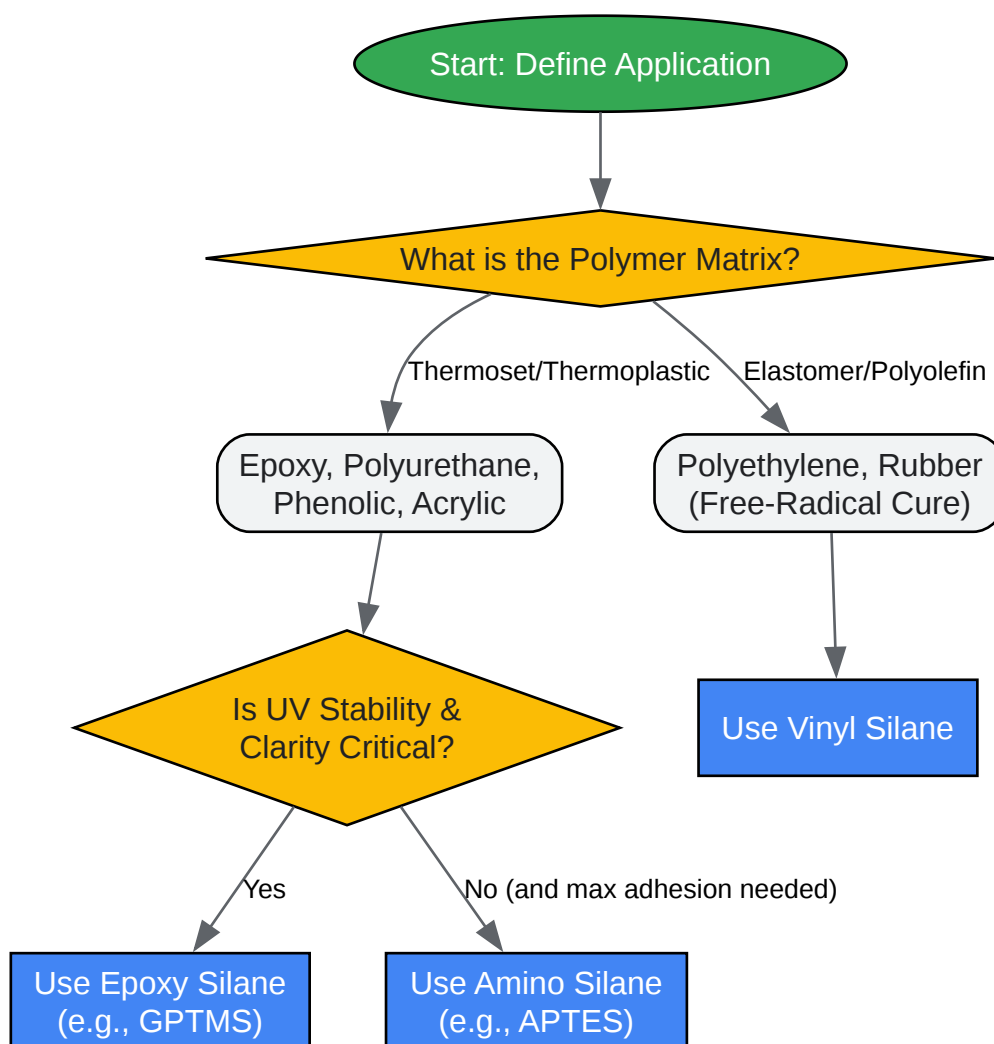 Start: Define Application
What is the Polymer Matrix?
Thermoset/Thermoplastic
Elastomer/Polyolefin
Epoxy, Polyurethane,
Phenolic, Acrylic
Polyethylene, Rubber
(Free-Radical Cure)
Is UV Stability &
Clarity Critical?
Use Vinyl Silane
Yes
No (and max adhesion needed)
Use Epoxy Silane
(e.g., GPTMS)
Use Amino Silane
(e.g., APTES)